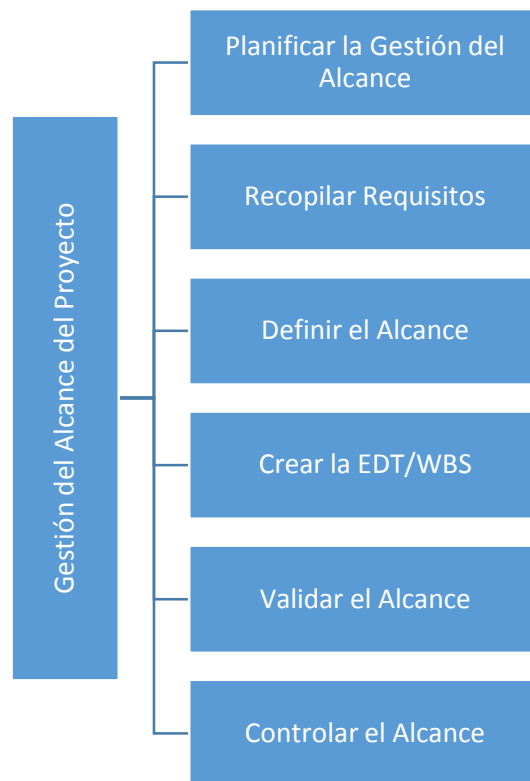 Gestión del Alcance del Proyecto
Planificar la Gestión del
Alcance
Recopilar Requisitos
Definir el Alcance
Crear la EDT/WBS
Validar el Alcance
Controlar el Alcance